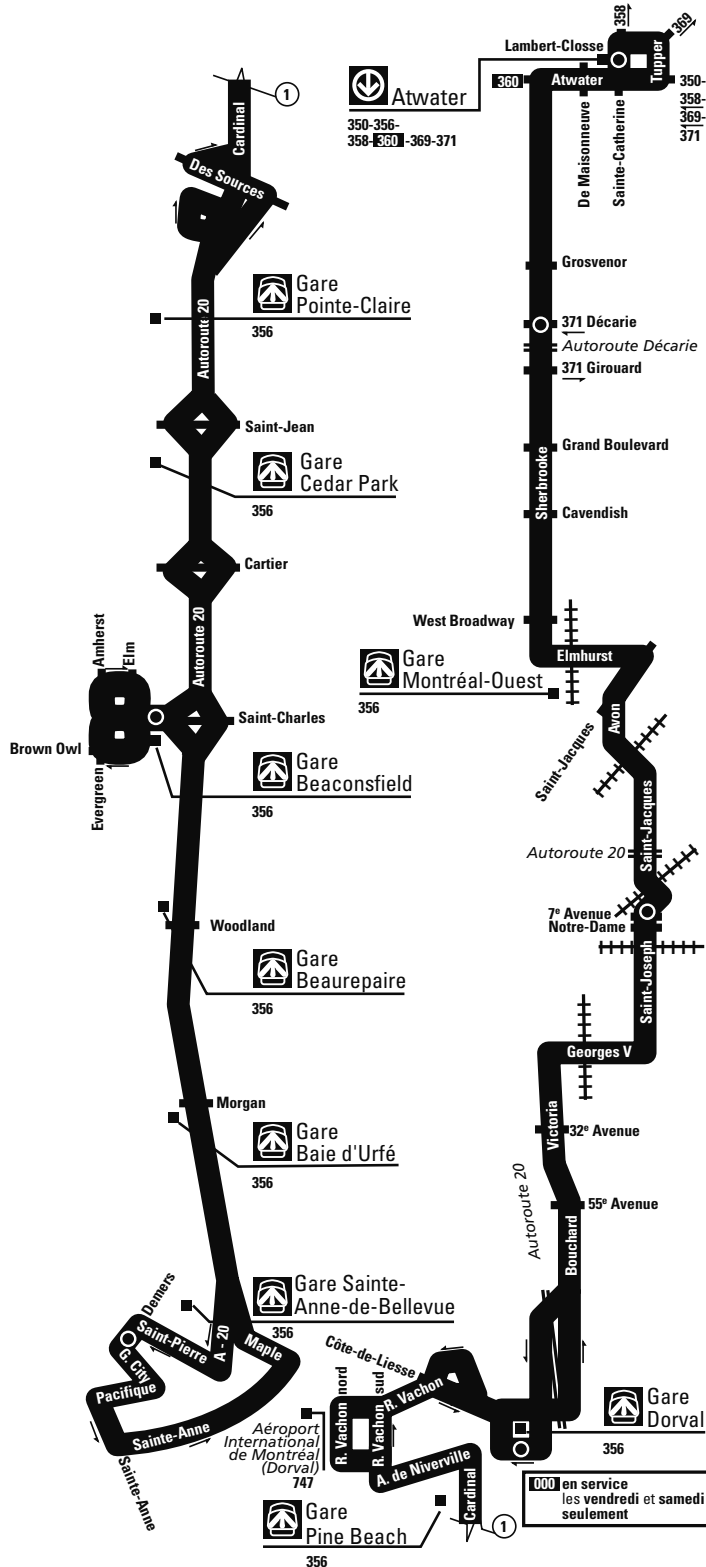 Cardinal
1
Des Sources
Gare
Pointe-Claire
356
Autoroute 20
Saint-Jean
Gare
Cedar Park
356
Cartier
Autoroute 20
Amherst
Elm
Saint-Charles
Brown Owl
Evergreen
Gare
Beaconsfield
356
Woodland
Gare
Beaurepaire
356
Morgan
Gare
Baie d'Urfé
356
Gare Sainte-
Anne-de-Bellevue
356
Demers
Saint-Pierre
A - 20
Maple
G. City
Pacifique
Sainte-Anne
Sainte-Anne
358
369
Lambert-Closse
Tupper
Atwater
350-356-
358-360-369-371
360
Atwater
350-
358-
369-
371
De Maisonneuve
Sainte-Catherine
Grosvenor
371 Décarie
Autoroute Décarie
371 Girouard
Grand Boulevard
Sherbrooke
Cavendish
West Broadway
Elmhurst
Gare
Montréal-Ouest
356
Avon
Saint-Jacques
Saint-Jacques
Autoroute 20
7e Avenue
Notre-Dame
Saint-Joseph
Georges V
Victoria
32e Avenue
Autoroute 20
55e Avenue
Bouchard
Côte-de-Liesse
R. Vachon
R. Vachon nord
R. Vachon sud
Aéroport
International
de Montréal
(Dorval)
747
A. de Niverville
Cardinal
1
Gare
Dorval
356
Gare
Pine Beach
356
000 en service
les vendredi et samedi
seulement